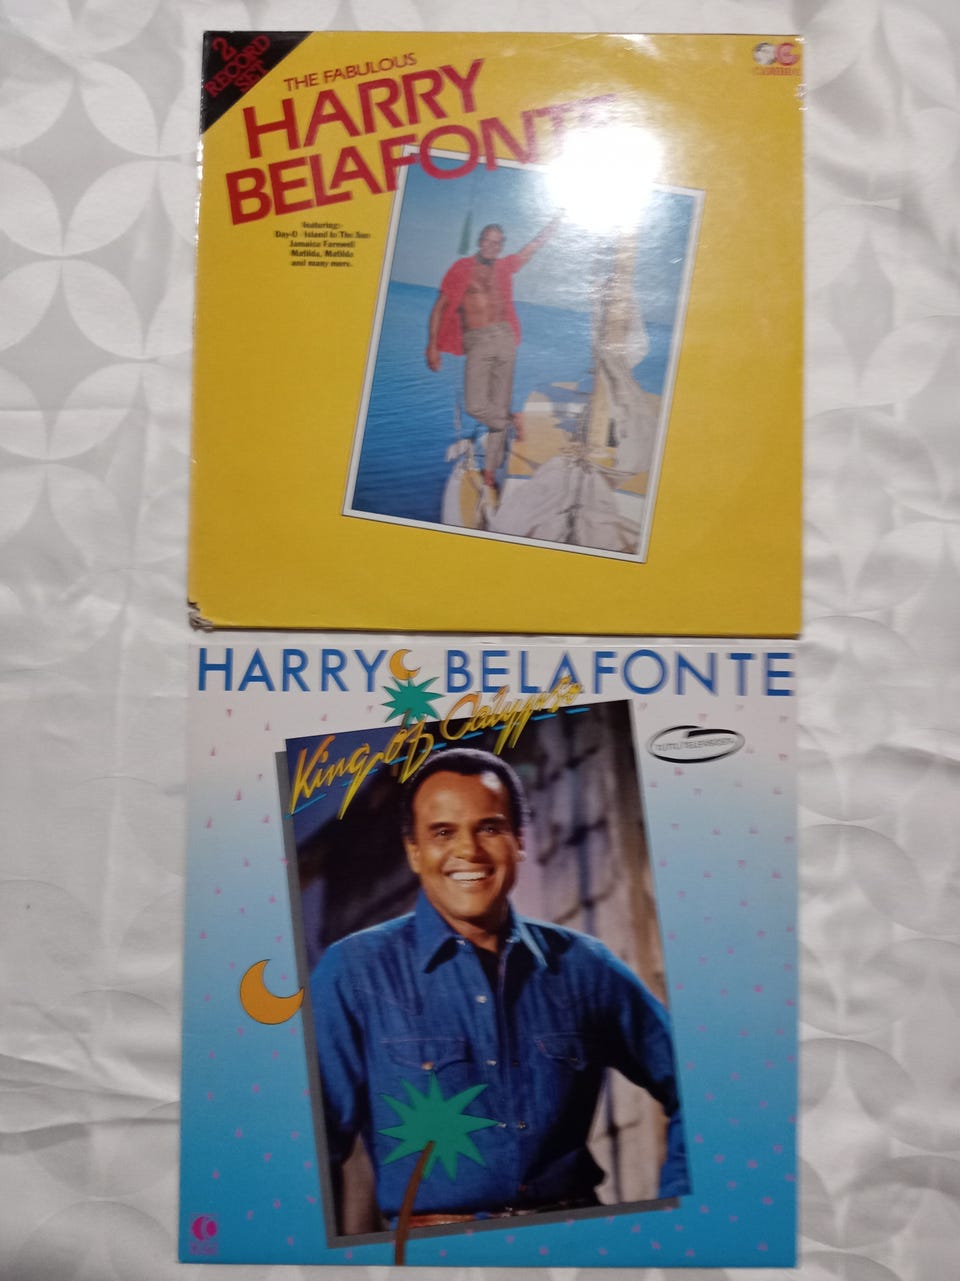 2
RECORD
SET
THE FABULOUS
HARRY
BELAFONTE
featuring:-
Day-O Island In The Sun
Jamaica Farewell
Matilda, Matilda
and many more.
HARRY BELAFONTE
King of Calypso